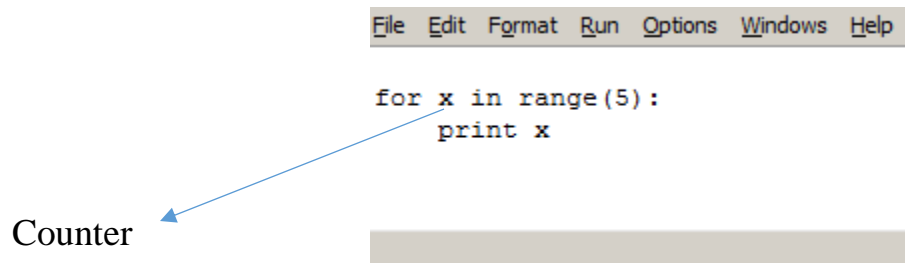 File Edit Format Run Options Windows Help
for x in range(5):
    print x
Counter